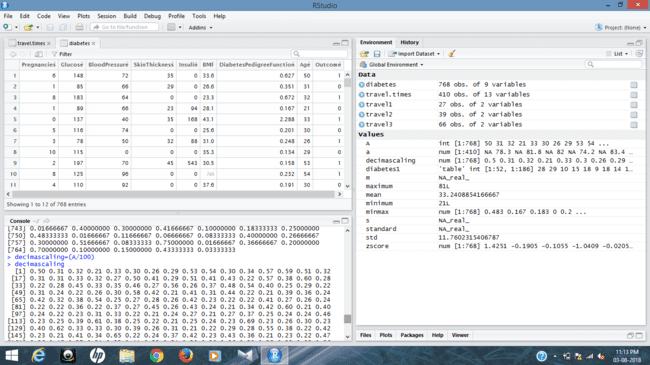 RStudio
File Edit Code View Plots Session Build Debug Profile Tools Help
Go to file/function
Addins
Project: (None)
travel.times
diabetes
Filter
Pregnancies Glucose BloodPressure SkinThickness Insulin BMI DiabetesPedigreeFunction Age Outcome
1 6 148 72 35 0 33.6 0.627 50 1
2 1 85 66 29 0 26.6 0.351 31 0
3 8 183 64 0 0 23.3 0.672 32 1
4 1 89 66 23 94 28.1 0.167 21 0
5 0 137 40 35 168 43.1 2.288 33 1
6 5 116 74 0 0 25.6 0.201 30 0
7 3 78 50 32 88 31.0 0.248 26 1
8 10 115 0 0 0 35.3 0.134 29 0
9 2 197 70 45 543 30.5 0.158 53 1
10 8 125 96 0 0 0.232 54 1
11 4 110 92 0 0 37.6 0.191 30 0
Showing 1 to 12 of 768 entries
Console ~/
[743] 0.01666667 0.40000000 0.30000000 0.41666667 0.10000000 0.18333333 0.25000000
[750] 0.48333333 0.01666667 0.11666667 0.06666667 0.08333333 0.40000000 0.26666667
[757] 0.30000000 0.51666667 0.08333333 0.75000000 0.01666667 0.36666667 0.20000000
[764] 0.70000000 0.10000000 0.15000000 0.43333333 0.03333333
> decimascaling=(A/100)
> decimascaling
[1] 0.50 0.31 0.32 0.21 0.33 0.30 0.26 0.29 0.53 0.54 0.30 0.34 0.57 0.59 0.51 0.32
[17] 0.31 0.31 0.33 0.32 0.27 0.50 0.41 0.29 0.51 0.41 0.43 0.22 0.57 0.38 0.60 0.28
[33] 0.22 0.28 0.45 0.33 0.35 0.46 0.27 0.56 0.26 0.37 0.48 0.54 0.40 0.25 0.29 0.22
[49] 0.31 0.24 0.22 0.26 0.30 0.58 0.42 0.21 0.41 0.31 0.44 0.22 0.21 0.39 0.36 0.24
[65] 0.42 0.32 0.38 0.54 0.25 0.27 0.28 0.26 0.42 0.23 0.22 0.22 0.41 0.27 0.26 0.24
[81] 0.22 0.22 0.36 0.22 0.37 0.27 0.45 0.26 0.43 0.24 0.21 0.34 0.42 0.60 0.21 0.40
[97] 0.24 0.22 0.23 0.31 0.33 0.22 0.21 0.24 0.27 0.21 0.27 0.37 0.25 0.24 0.24 0.46
[113] 0.23 0.25 0.39 0.61 0.38 0.25 0.22 0.21 0.25 0.24 0.23 0.69 0.23 0.26 0.30 0.23
[129] 0.40 0.62 0.33 0.33 0.30 0.39 0.26 0.31 0.21 0.22 0.29 0.28 0.55 0.38 0.22 0.42
[145] 0.23 0.21 0.41 0.34 0.65 0.22 0.24 0.37 0.42 0.23 0.43 0.36 0.21 0.23 0.22 0.47
Environment History
Import Dataset
List
Global Environment
Data
diabetes 768 obs. of 9 variables
travel.times 410 obs. of 13 variables
travel1 27 obs. of 2 variables
travel2 39 obs. of 2 variables
travel3 66 obs. of 2 variables
Values
A int [1:768] 50 31 32 21 33 30 26 29 53 54 ...
a num [1:410] NA 78.3 NA 81.8 NA 82 NA 74.2 NA 83.4 ...
decimascaling num [1:768] 0.5 0.31 0.32 0.21 0.33 0.3 0.26 0.29 ...
diabetes1 'table' int [1:52, 1:186] 28 29 10 15 18 9 18 14 1...
m NA_real_
maximum 81L
mean 33.2408854166667
minimum 21L
minmax num [1:768] 0.483 0.167 0.183 0 0.2 ...
s NA_real_
standard NA_real_
std 11.7602315406787
zscore num [1:768] 1.4251 -0.1905 -0.1055 -1.0409 -0.0205...
Files Plots Packages Help Viewer
11:13 PM
03-08-2018